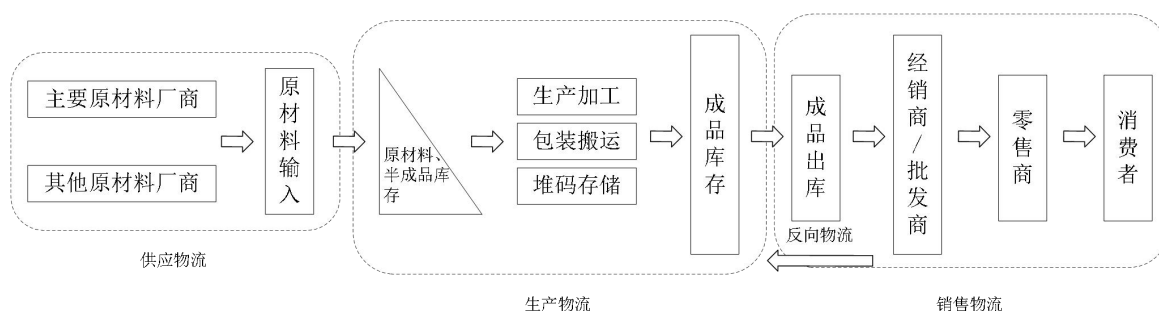 主要原材料厂商
其他原材料厂商
原材料输入
供应物流
原材料、
半成品库
存
生产加工
包装搬运
堆码存储
成品库存
生产物流
成品出库
反向物流
经销商/批发商
零售商
消费者
销售物流